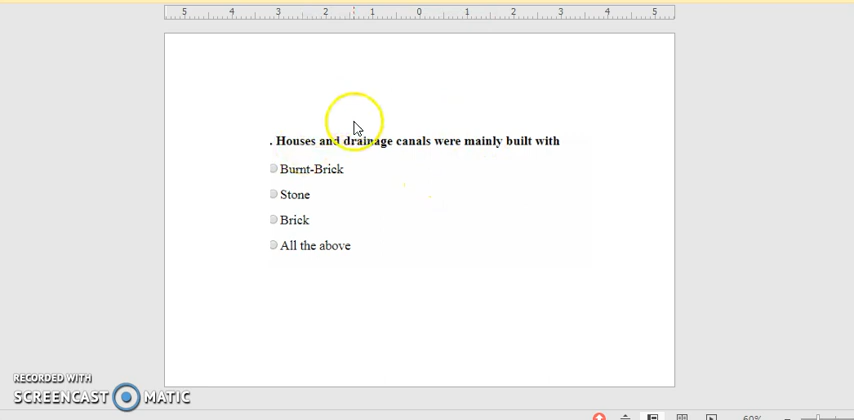 5 4 3 2 1 0 1 2 3 4 5
. Houses and drainage canals were mainly built with
Burnt-Brick
Stone
Brick
All the above
RECORDED WITH
SCREENCAST MATIC
60%